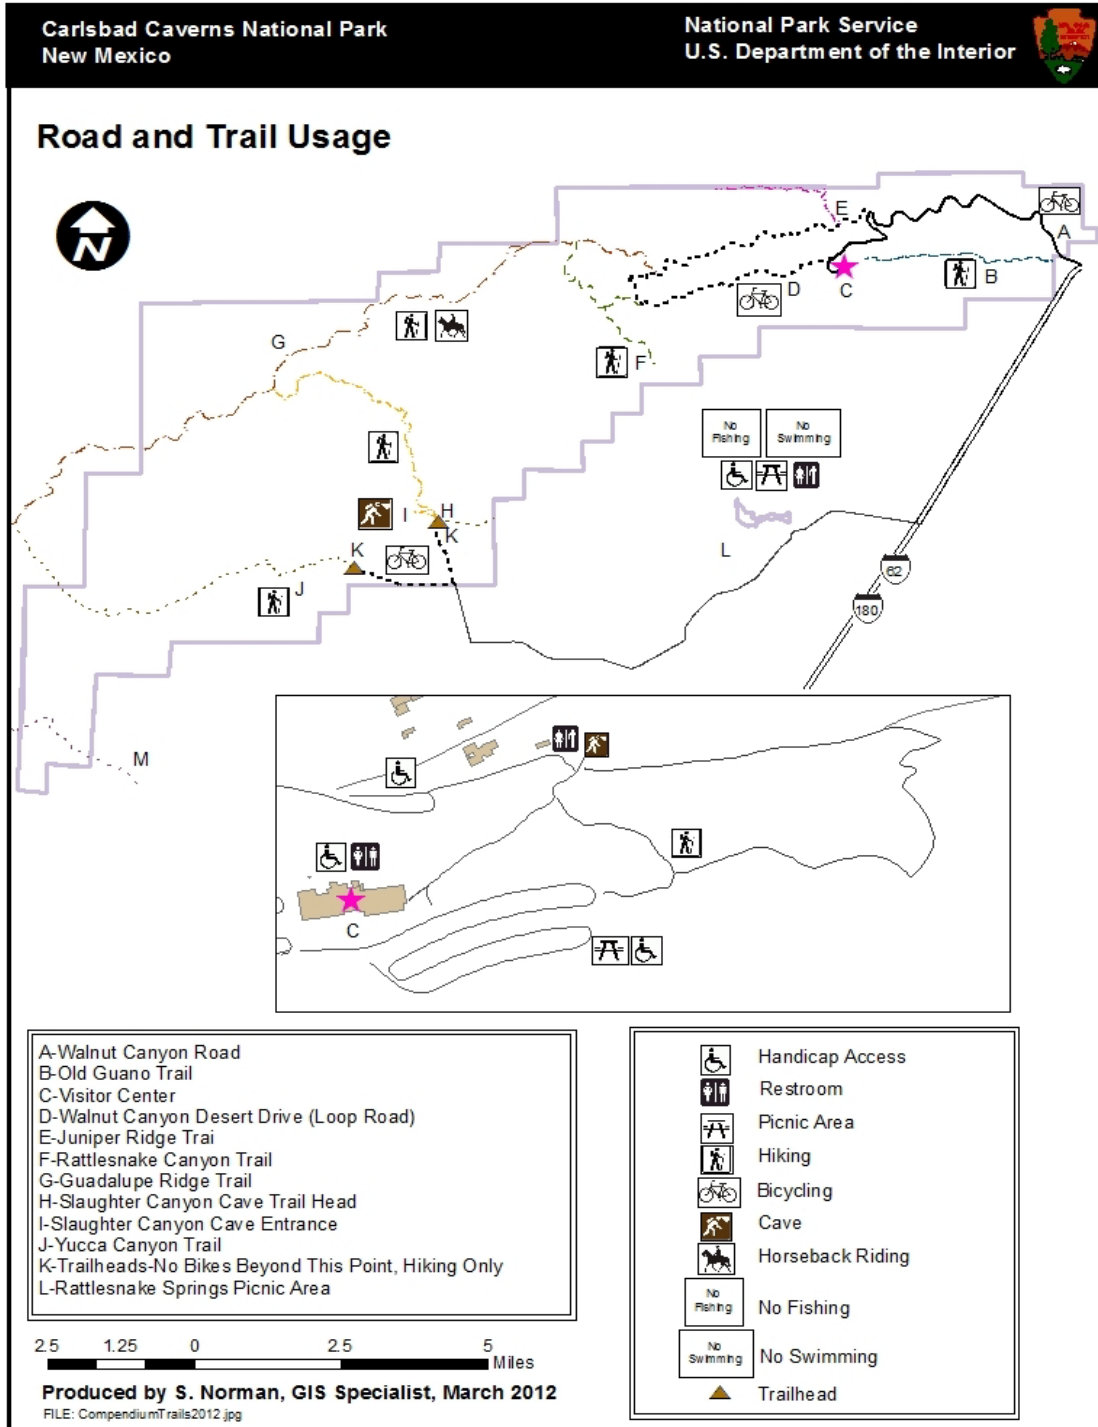 Carlsbad Caverns National Park
New Mexico
National Park Service
U.S. Department of the Interior
Road and Trail Usage
N
E
A
B
D
C
G
F
No Fishing
No Swimming
H
I
K
K
L
J
62
180
M
C
A-Walnut Canyon Road
B-Old Guano Trail
C-Visitor Center
D-Walnut Canyon Desert Drive (Loop Road)
E-Juniper Ridge Trai
F-Rattlesnake Canyon Trail
G-Guadalupe Ridge Trail
H-Slaughter Canyon Cave Trail Head
I-Slaughter Canyon Cave Entrance
J-Yucca Canyon Trail
K-Trailheads-No Bikes Beyond This Point, Hiking Only
L-Rattlesnake Springs Picnic Area
Handicap Access
Restroom
Picnic Area
Hiking
Bicycling
Cave
Horseback Riding
No Fishing No Fishing
No Swimming No Swimming
Trailhead
2.5 1.25 0 2.5 5
Miles
Produced by S. Norman, GIS Specialist, March 2012
FILE: CompendiumTrails2012.jpg